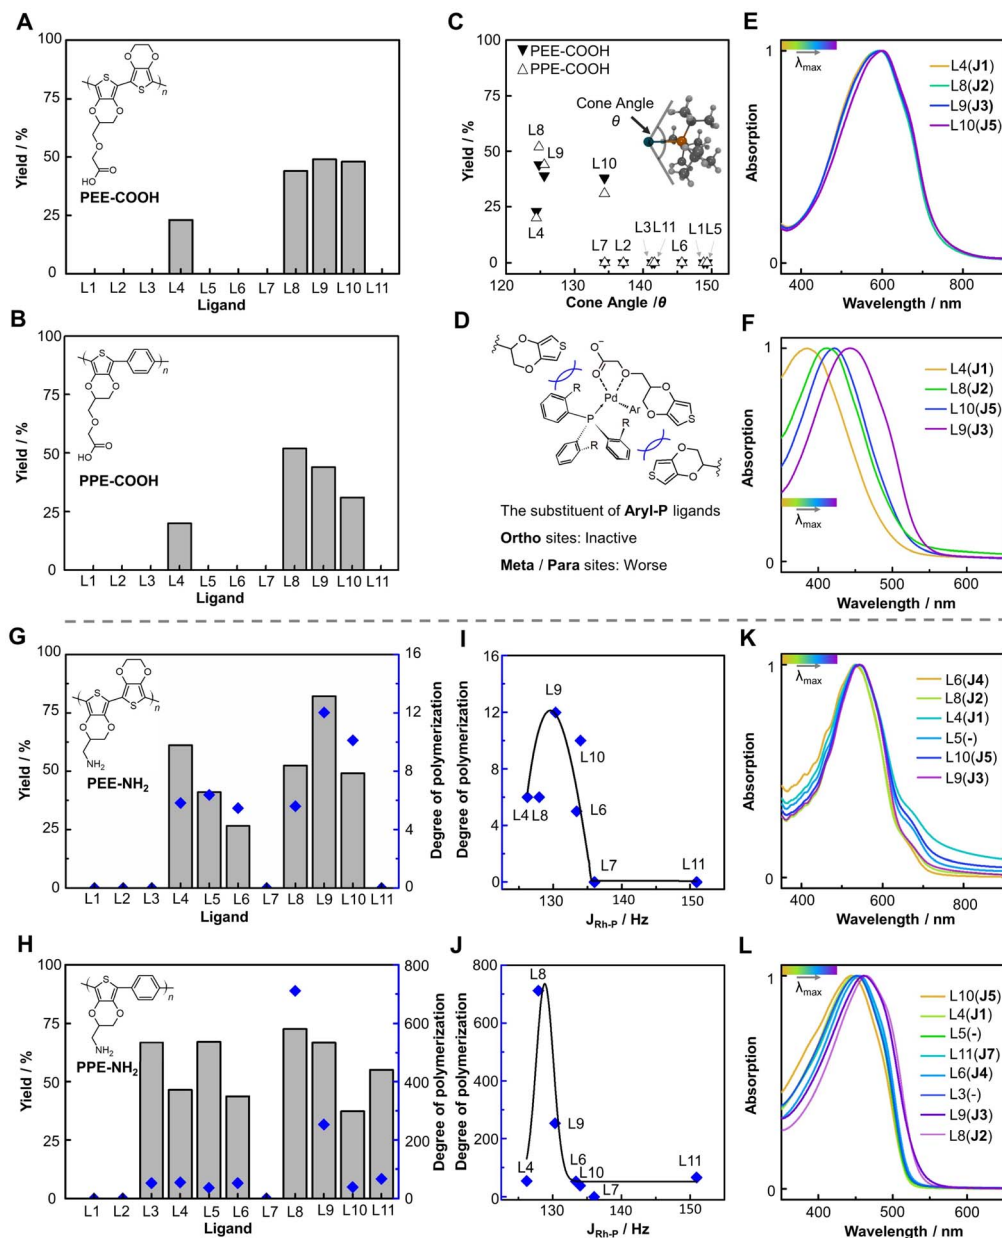 A
Yield / %
100
75
50
25
0
L1 L2 L3 L4 L5 L6 L7 L8 L9 L10 L11
Ligand
O O
S
S
n
O O
O
HO O
PEE-COOH
B
Yield / %
100
75
50
25
0
L1 L2 L3 L4 L5 L6 L7 L8 L9 L10 L11
Ligand
S
n
O O
O
HO O
PPE-COOH
C
Yield / %
100
75
50
25
0
▼PEE-COOH
△PPE-COOH
Cone Angle
θ
L8
L9
L10
L4
L3 L11 L1 L5
L7 L2 L6
120 130 140 150
Cone Angle /θ
D
O S
O
O⁻
O O
R
Pd
Ar
O
O
S
P
R
R
O
O
S
The substituent of Aryl-P ligands
Ortho sites: Inactive
Meta / Para sites: Worse
E
Absorption
1
0
λmax
L4(J1)
L8(J2)
L9(J3)
L10(J5)
400 500 600 700 800 900
Wavelength / nm
F
Absorption
1
0
L4(J1)
L8(J2)
L10(J5)
L9(J3)
λmax
400 500 600
Wavelength / nm
G
Yield / %
100
75
50
25
0
16
12
8
4
0
Degree of polymerization
O O
S
S
n
O O
NH2
PEE-NH2
L1 L2 L3 L4 L5 L6 L7 L8 L9 L10 L11
Ligand
H
Yield / %
100
75
50
25
0
800
600
400
200
0
Degree of polymerization
S
n
O O
NH2
PPE-NH2
L1 L2 L3 L4 L5 L6 L7 L8 L9 L10 L11
Ligand
I
Degree of polymerization
16
12
8
4
0
L9
L10
L4 L8 L6
L7 L11
130 140 150
JRh-P / Hz
J
Degree of polymerization
800
600
400
200
0
L8
L9
L4 L6
L10
L7
L11
130 140 150
JRh-P / Hz
K
Absorption
1
0
λmax
L6(J4)
L8(J2)
L4(J1)
L5(-)
L10(J5)
L9(J3)
400 500 600 700 800 900
Wavelength / nm
L
Absorption
1
0
λmax
L10(J5)
L4(J1)
L5(-)
L11(J7)
L6(J4)
L3(-)
L9(J3)
L8(J2)
400 500 600
Wavelength / nm